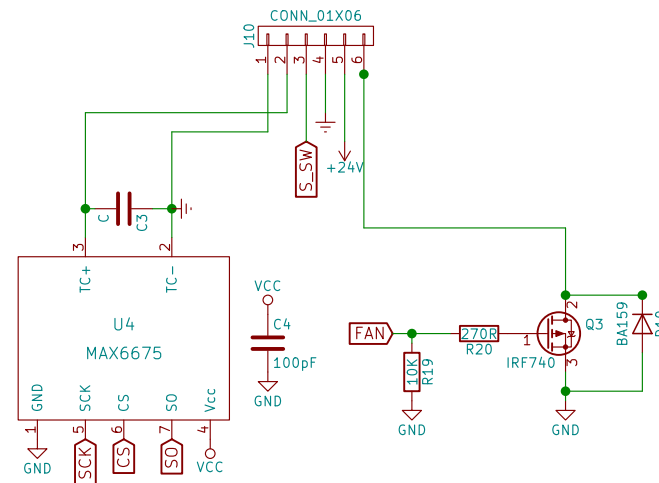 CONN_01X06
J10
1
2
3
4
5
6
S_SW
+24V
C
C3
3
2
TC+
TC-
U4
MAX6675
GND
SCK
CS
SO
Vcc
1
5
6
7
4
GND
SCK
CS
SO
VCC
VCC
C4
100pF
GND
FAN
10K
R19
GND
270R
R20
1
2
3
Q3
IRF740
GND
BA159